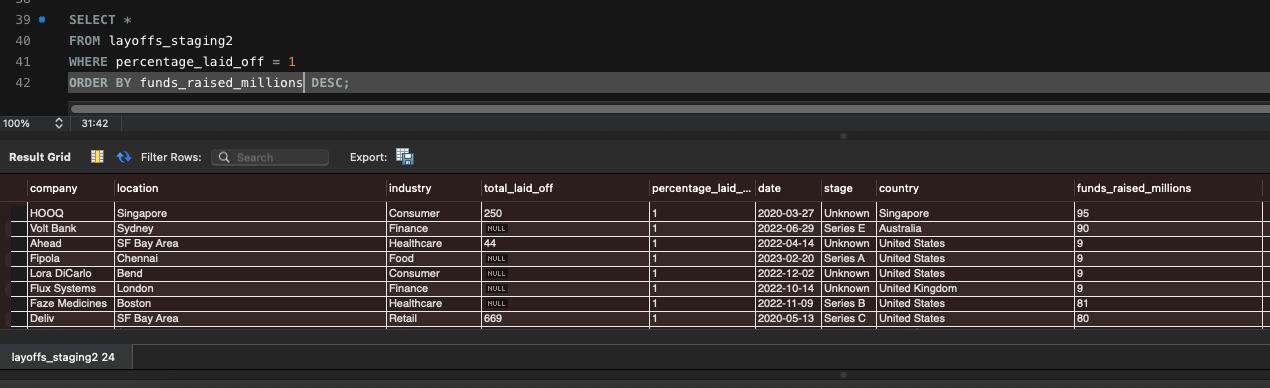 39 SELECT *
40 FROM layoffs_staging2
41 WHERE percentage_laid_off = 1
42 ORDER BY funds_raised_millions DESC;
100% 31:42
Result Grid Filter Rows: Search Export:
company location industry total_laid_off percentage_laid_... date stage country funds_raised_millions
HOOQ Singapore Consumer 250 1 2020-03-27 Unknown Singapore 95
Volt Bank Sydney Finance NULL 1 2022-06-29 Series E Australia 90
Ahead SF Bay Area Healthcare 44 1 2022-04-14 Unknown United States 9
Fipola Chennai Food NULL 1 2023-02-20 Series A United States 9
Lora DiCarlo Bend Consumer NULL 1 2022-12-02 Unknown United States 9
Flux Systems London Finance NULL 1 2022-10-14 Unknown United Kingdom 9
Faze Medicines Boston Healthcare NULL 1 2022-11-09 Series B United States 81
Deliv SF Bay Area Retail 669 1 2020-05-13 Series C United States 80
layoffs_staging2 24